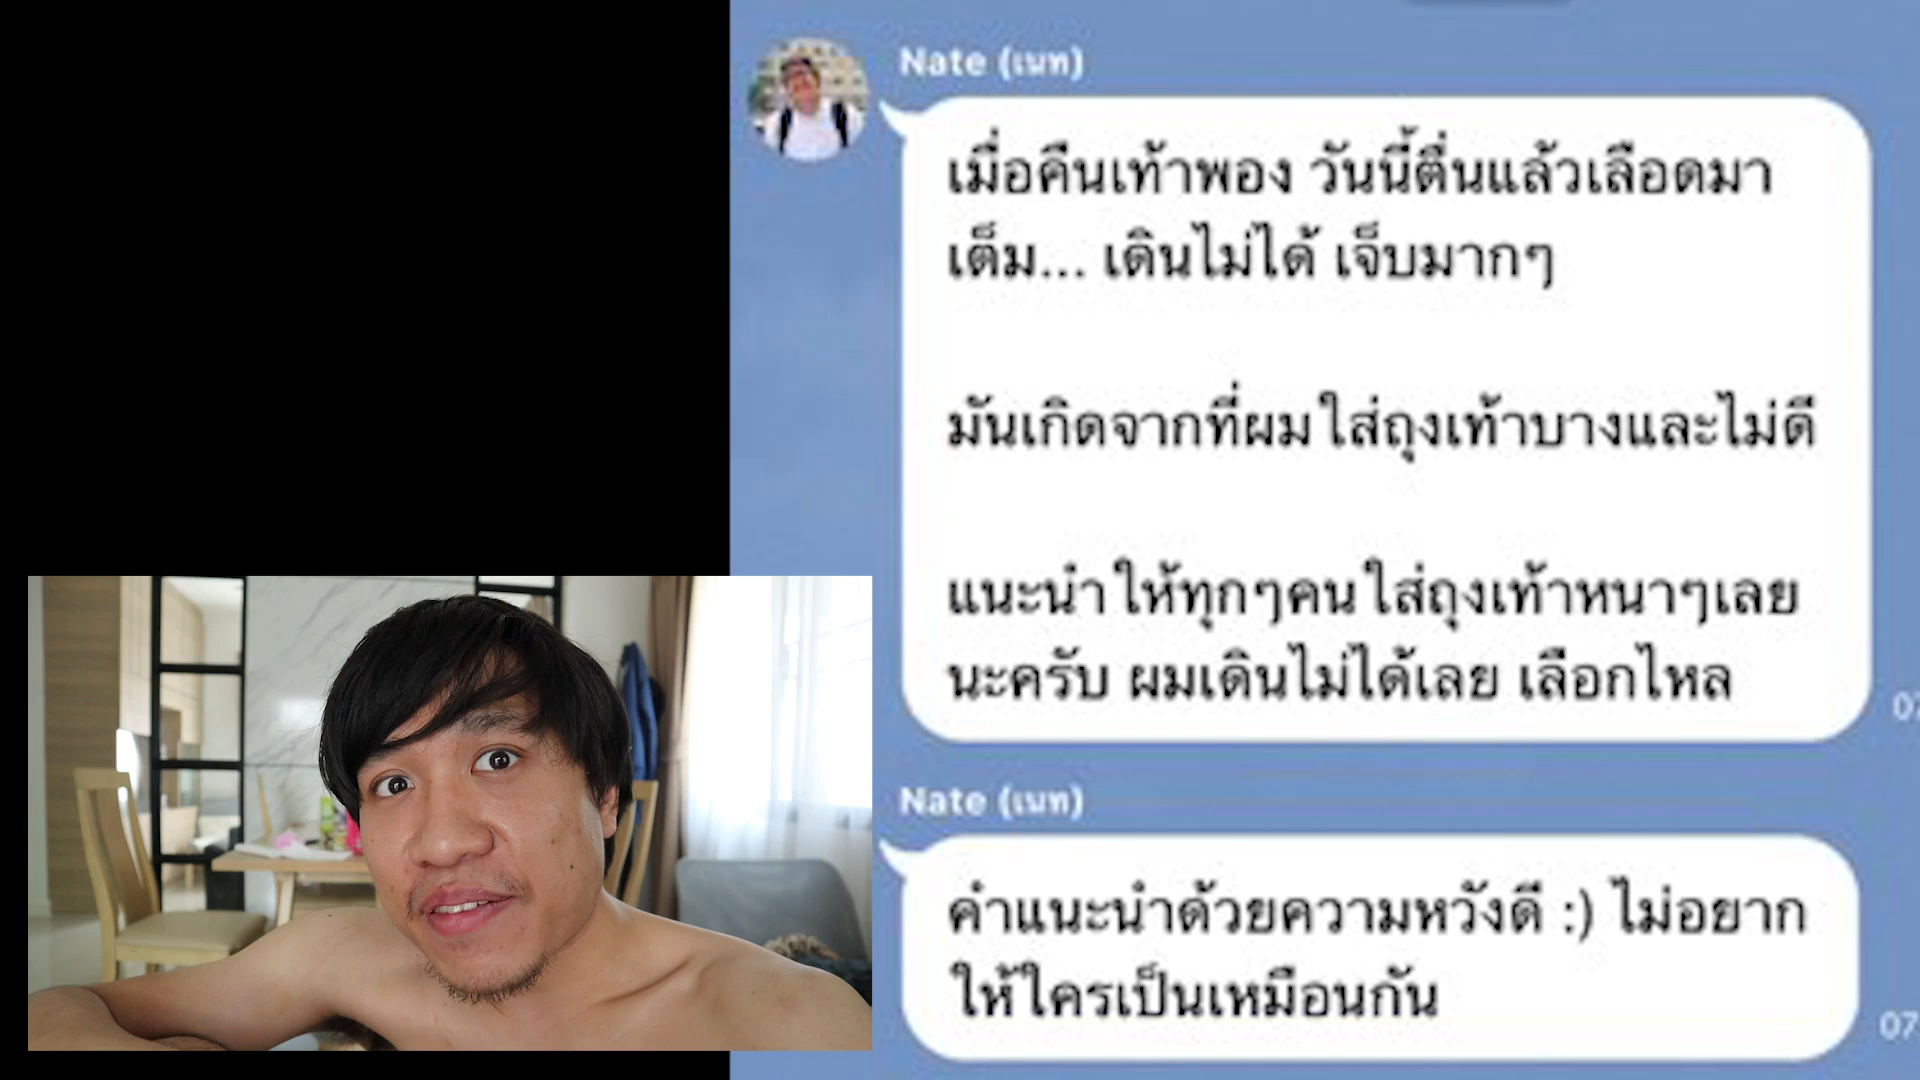 Nate (เนท)
เมื่อคืนเท้าพอง วันนี้ตื่นแล้วเลือดมา
เต็ม... เดินไม่ได้ เจ็บมากๆ
มันเกิดจากที่ผมใส่ถุงเท้าบางและไม่ดี
แนะนำให้ทุกๆคนใส่ถุงเท้าหนาๆเลย
นะครับ ผมเดินไม่ได้เลย เลือกไหล
07
Nate (เนท)
คำแนะนำด้วยความหวังดี :) ไม่อยาก
ให้ใครเป็นเหมือนกัน
07